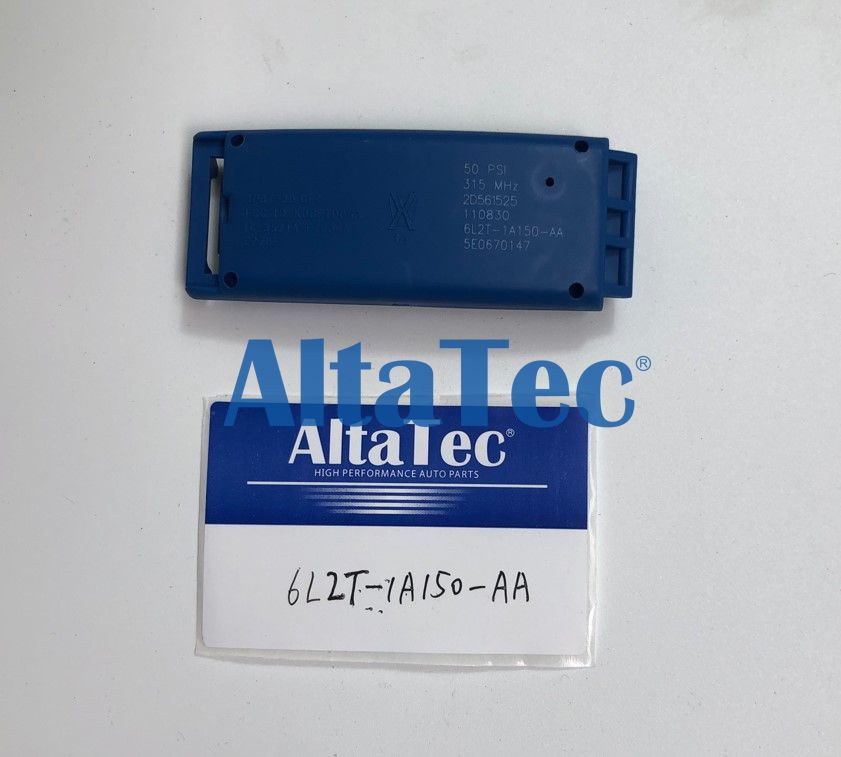 50 PSI
315 MHz
2D561525
110830
6L2T-1A150-AA
5E0670147
AltaTec®
AltaTec®
HIGH PERFORMANCE AUTO PARTS
6L2T-1A150-AA